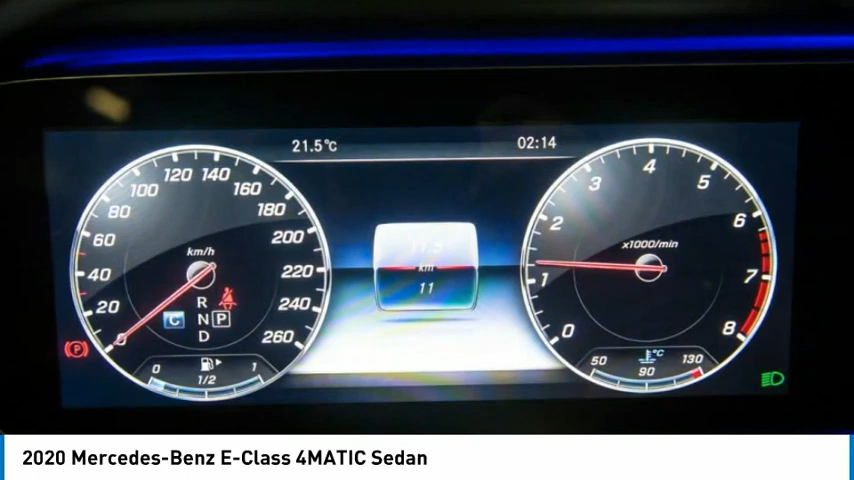 21.5°C
02:14
km/h
20
40
60
80
100
120
140
160
180
200
220
240
260
R
N
D
C
P
P
0
1/2
1
km
11
x1000/min
0
1
2
3
4
5
6
7
8
°C
50
90
130
2020 Mercedes-Benz E-Class 4MATIC Sedan